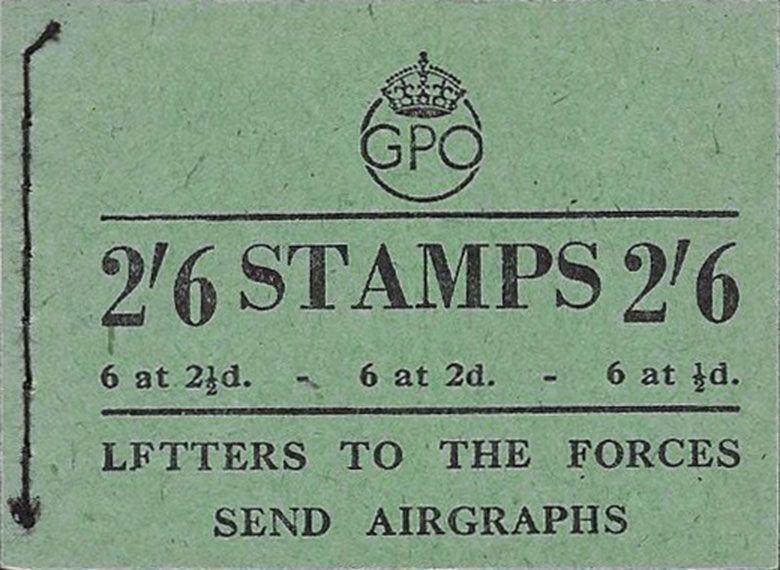 GPO
2'6 STAMPS 2'6
6 at 2½d. - 6 at 2d. - 6 at ½d.
LETTERS TO THE FORCES
SEND AIRGRAPHS